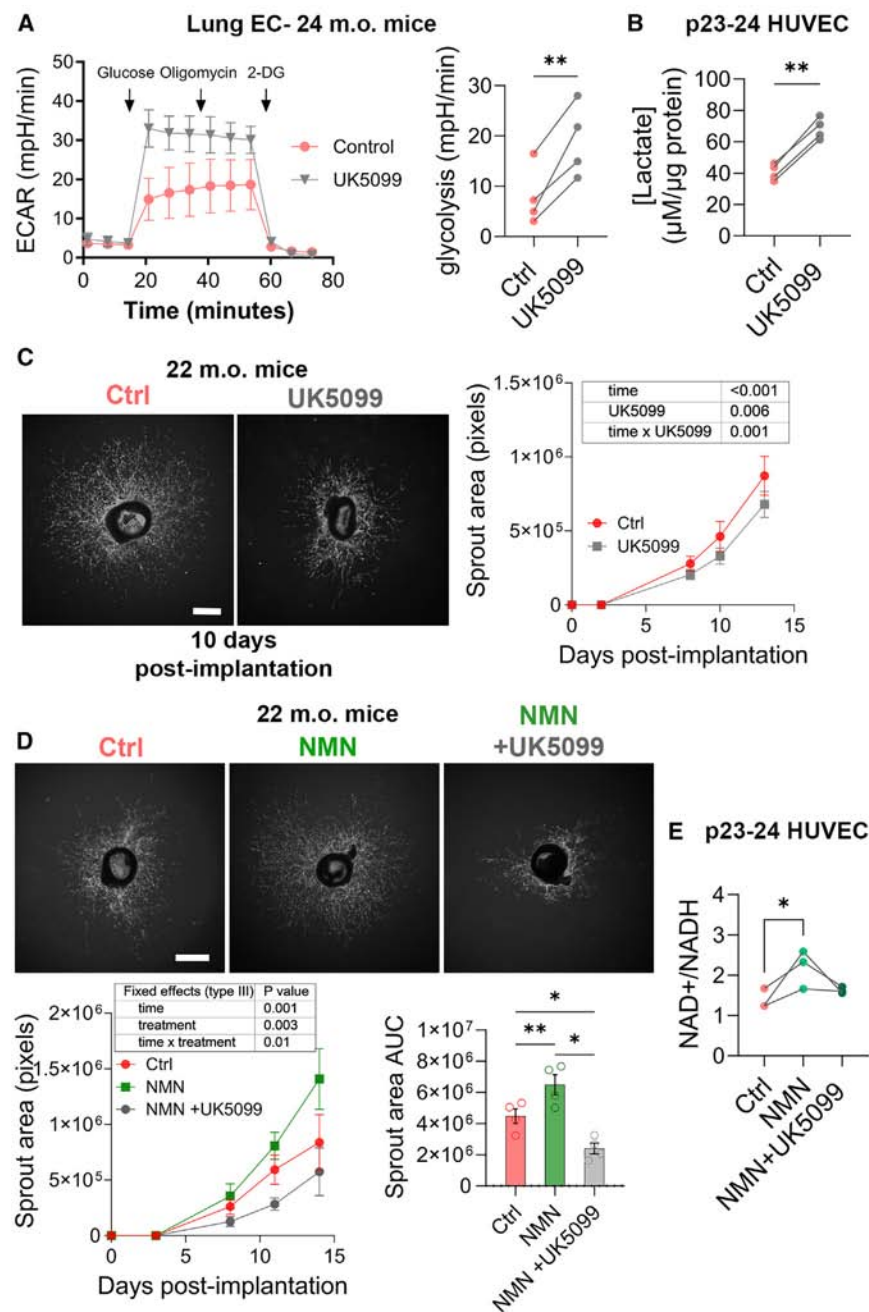 A
Lung EC- 24 m.o. mice
Glucose Oligomycin 2-DG
ECAR (mpH/min)
50
40
30
20
10
0
0 20 40 60 80
Time (minutes)
Control
UK5099
glycolysis (mpH/min)
30
20
10
0
**
Ctrl
UK5099
B p23-24 HUVEC
[Lactate]
(µM/µg protein)
100
80
60
40
20
0
**
Ctrl
UK5099
C
22 m.o. mice
Ctrl UK5099
10 days
post-implantation
Sprout area (pixels)
1.5×10⁶
1×10⁶
5×10⁵
0
time <0.001
UK5099 0.006
time x UK5099 0.001
Ctrl
UK5099
0 5 10 15
Days post-implantation
D
22 m.o. mice
Ctrl NMN NMN
+UK5099
Sprout area (pixels)
2×10⁶
1.5×10⁶
1×10⁶
5×10⁵
0
Fixed effects (type III) P value
time 0.001
treatment 0.003
time x treatment 0.01
Ctrl
NMN
NMN +UK5099
0 5 10 15
Days post-implantation
Sprout area AUC
1×10⁷
8×10⁶
6×10⁶
4×10⁶
2×10⁶
*
** *
Ctrl
NMN
NMN +UK5099
E p23-24 HUVEC
NAD+/NADH
4
3
2
1
0
*
Ctrl
NMN
NMN+UK5099